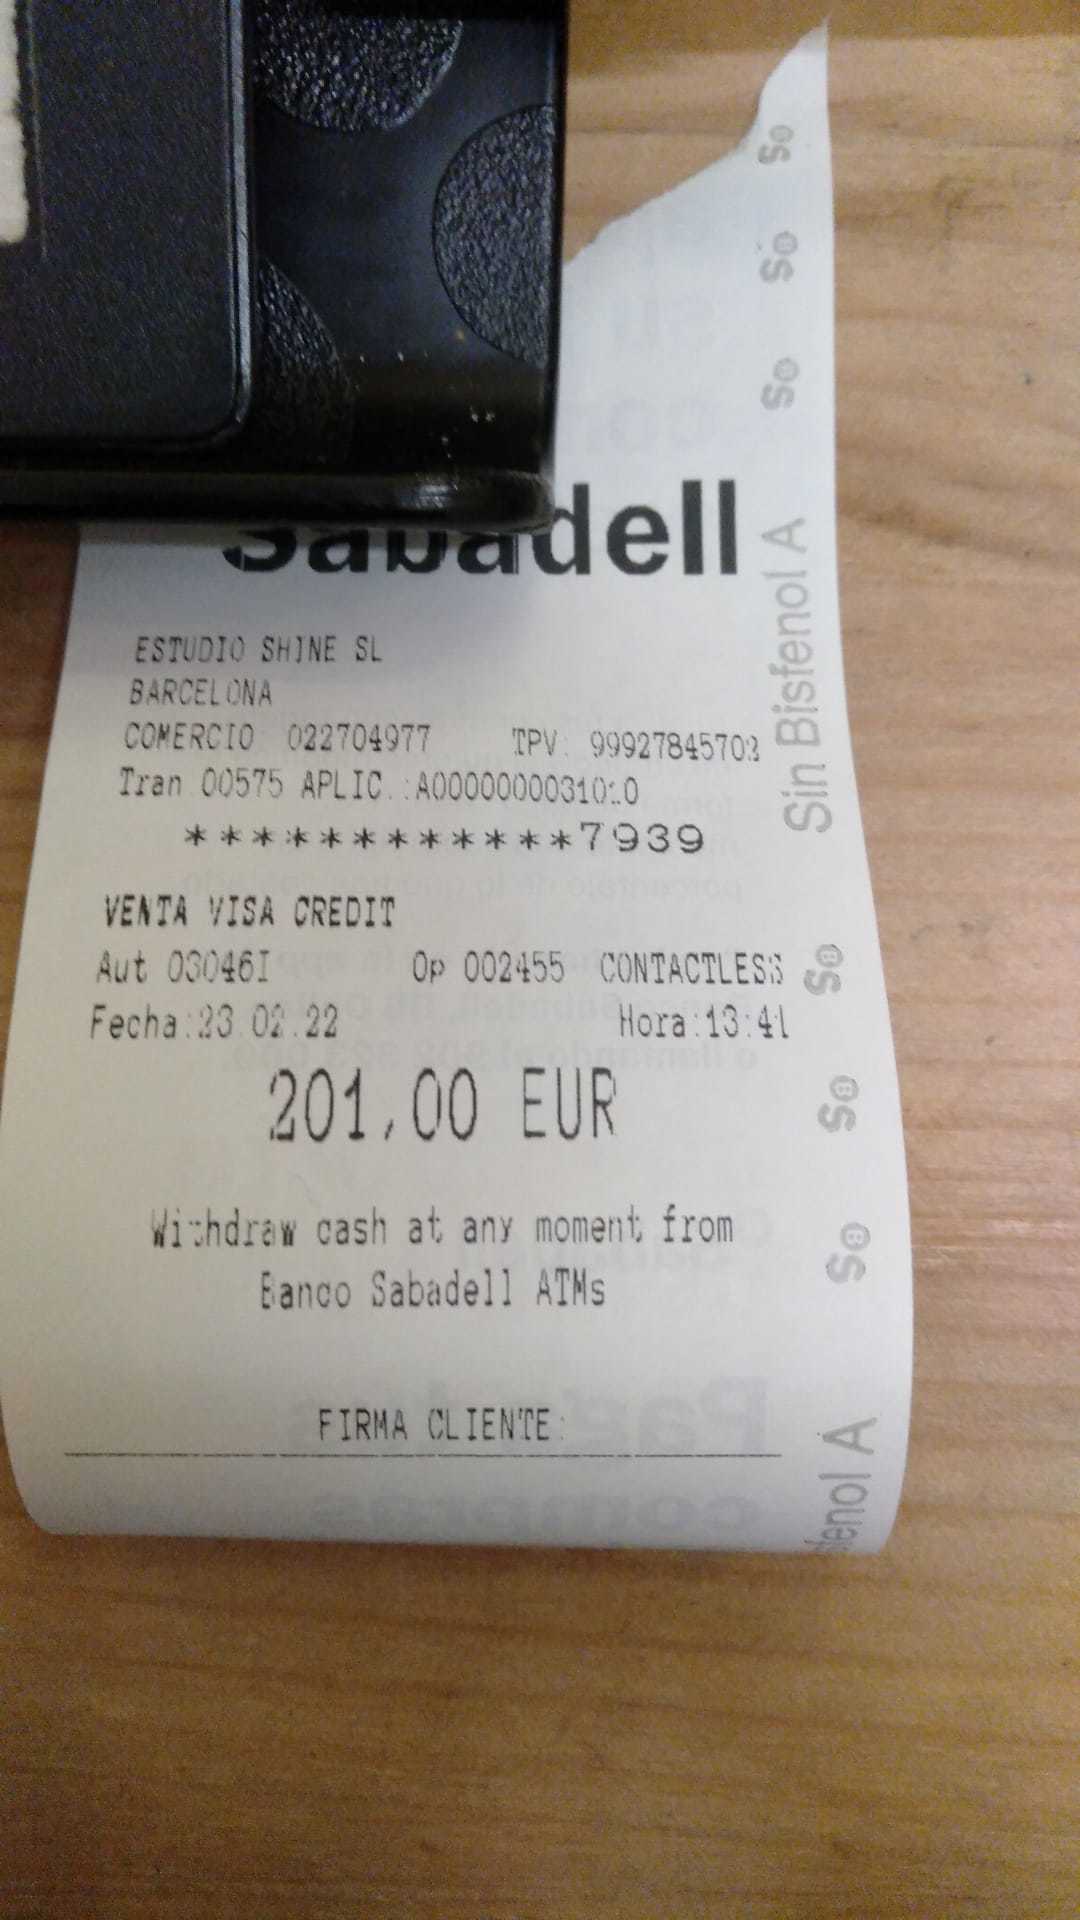 Sabadell
ESTUDIO SHINE SL
BARCELONA
COMERCIO 022704977 TPV: 99927845703
Tran 00575 APLIC.:A0000000031010
************7939
VENTA VISA CREDIT
Aut 03046I Op 002455 CONTACTLESS
Fecha:23.02.22 Hora:13:41
201,00 EUR
Withdraw cash at any moment from
Banco Sabadell ATMs
FIRMA CLIENTE:
Sin Bisfenol A